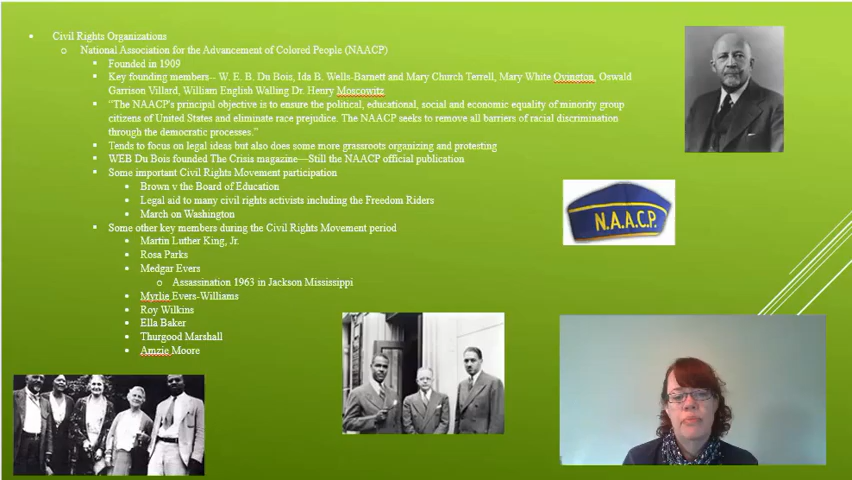 Civil Rights Organizations
National Association for the Advancement of Colored People (NAACP)
Founded in 1909
Key founding members-- W. E. B. Du Bois, Ida B. Wells-Barnett and Mary Church Terrell, Mary White Ovington, Oswald
Garrison Villard, William English Walling Dr. Henry Moscowitz
"The NAACP's principal objective is to ensure the political, educational, social and economic equality of minority group
citizens of United States and eliminate race prejudice. The NAACP seeks to remove all barriers of racial discrimination
through the democratic processes."
Tends to focus on legal ideas but also does some more grassroots organizing and protesting
WEB Du Bois founded The Crisis magazine—Still the NAACP official publication
Some important Civil Rights Movement participation
Brown v the Board of Education
Legal aid to many civil rights activists including the Freedom Riders
March on Washington
Some other key members during the Civil Rights Movement period
Martin Luther King, Jr.
Rosa Parks
Medgar Evers
Assassination 1963 in Jackson Mississippi
Myrlie Evers-Williams
Roy Wilkins
Ella Baker
Thurgood Marshall
Amzie Moore
N.A.A.C.P.